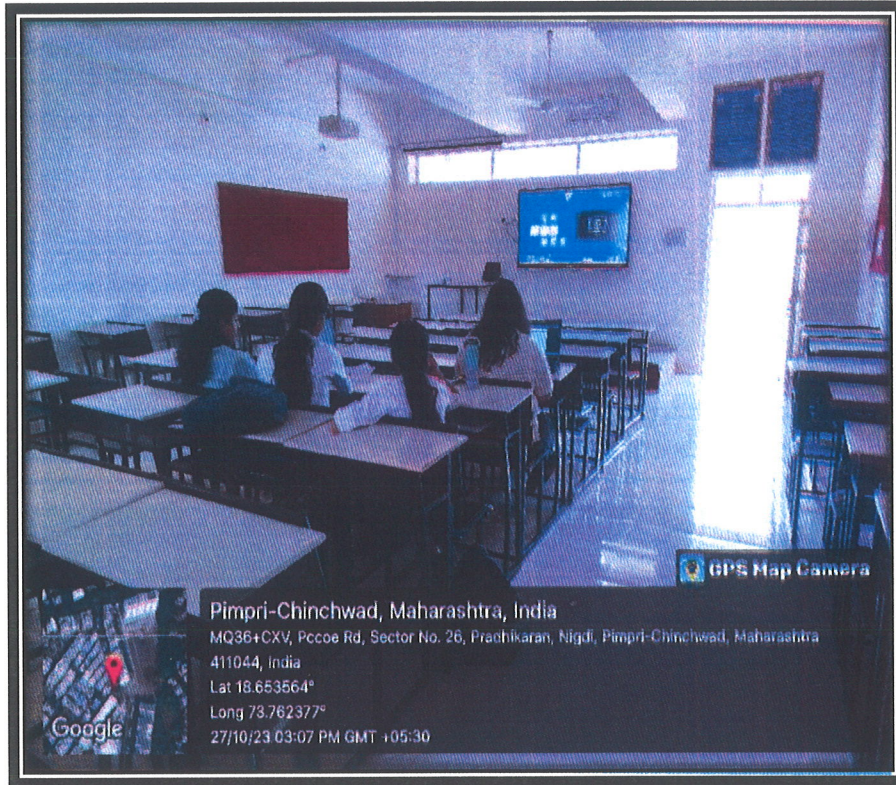 GPS Map Camera
Pimpri-Chinchwad, Maharashtra, India
MQ36+CXV, Pccoe Rd, Sector No. 26, Pradhikaran, Nigdi, Pimpri-Chinchwad, Maharashtra
411044, India
Lat 18.653564°
Long 73.762377°
27/10/23 03:07 PM GMT +05:30
Google